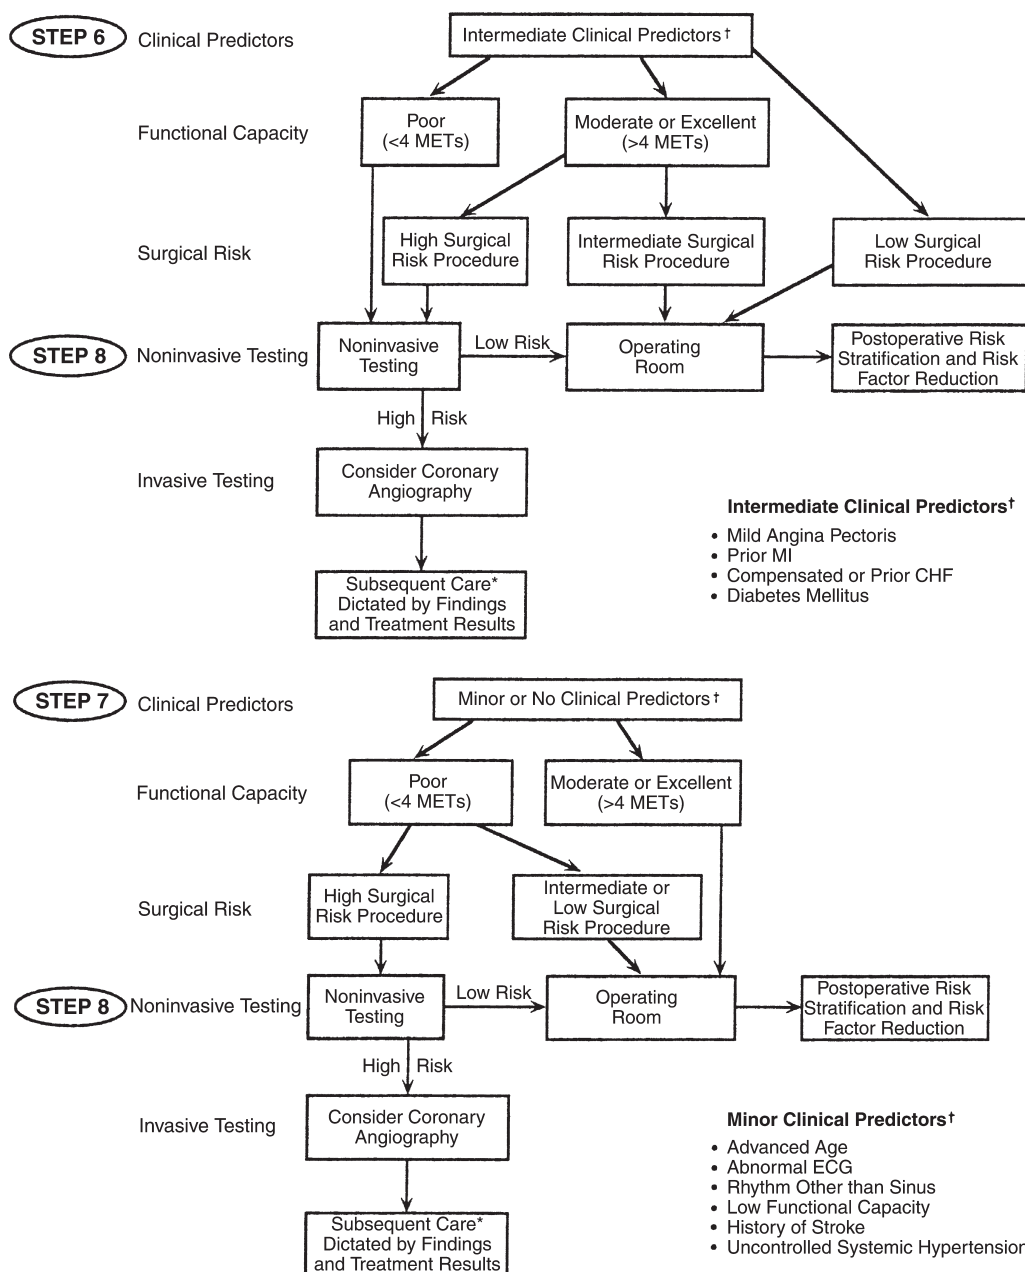 STEP 6
Clinical Predictors
Intermediate Clinical Predictors†
Functional Capacity
Poor
(<4 METs)
Moderate or Excellent
(>4 METs)
Surgical Risk
High Surgical
Risk Procedure
Intermediate Surgical
Risk Procedure
Low Surgical
Risk Procedure
STEP 8
Noninvasive Testing
Noninvasive
Testing
Low Risk
Operating
Room
Postoperative Risk
Stratification and Risk
Factor Reduction
High Risk
Invasive Testing
Consider Coronary
Angiography
Subsequent Care*
Dictated by Findings
and Treatment Results
Intermediate Clinical Predictors†
• Mild Angina Pectoris
• Prior MI
• Compensated or Prior CHF
• Diabetes Mellitus
STEP 7
Clinical Predictors
Minor or No Clinical Predictors†
Functional Capacity
Poor
(<4 METs)
Moderate or Excellent
(>4 METs)
Surgical Risk
High Surgical
Risk Procedure
Intermediate or
Low Surgical
Risk Procedure
STEP 8
Noninvasive Testing
Noninvasive
Testing
Low Risk
Operating
Room
Postoperative Risk
Stratification and Risk
Factor Reduction
High Risk
Invasive Testing
Consider Coronary
Angiography
Subsequent Care*
Dictated by Findings
and Treatment Results
Minor Clinical Predictors†
• Advanced Age
• Abnormal ECG
• Rhythm Other than Sinus
• Low Functional Capacity
• History of Stroke
• Uncontrolled Systemic Hypertension